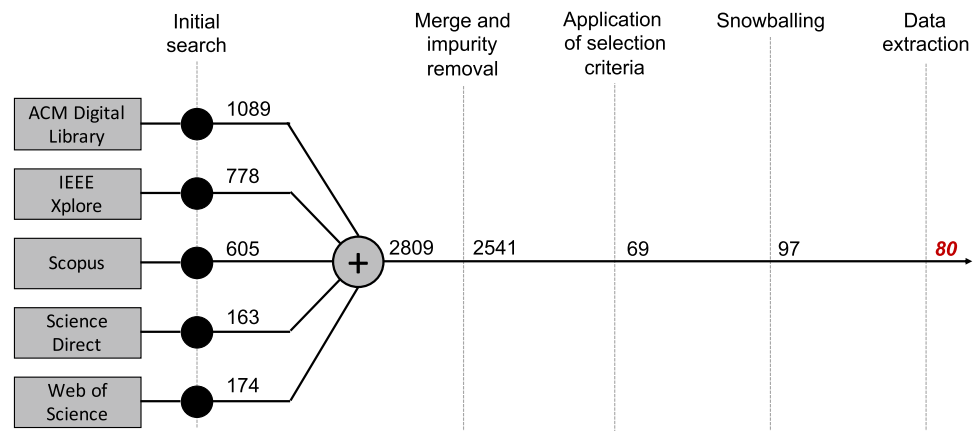 Initial
search
Merge and
impurity
removal
Application
of selection
criteria
Snowballing
Data
extraction
ACM Digital
Library
1089
IEEE
Xplore
778
Scopus
605
2809
2541
69
97
80
+
Science
Direct
163
Web of
Science
174